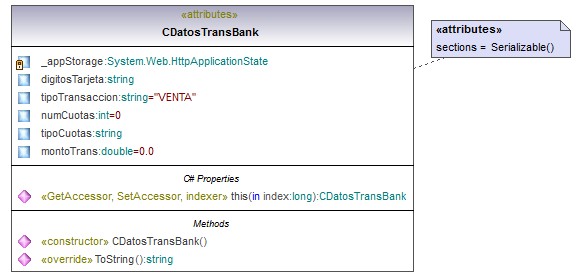 «attributes»
CDatosTransBank
_appStorage:System.Web.HttpApplicationState
digitosTarjeta:string
tipoTransaccion:string="VENTA"
numCuotas:int=0
tipoCuotas:string
montoTrans:double=0.0
C# Properties
«GetAccessor, SetAccessor, indexer» this(in index:long):CDatosTransBank
Methods
«constructor» CDatosTransBank()
«override» ToString():string
«attributes»
sections = Serializable()